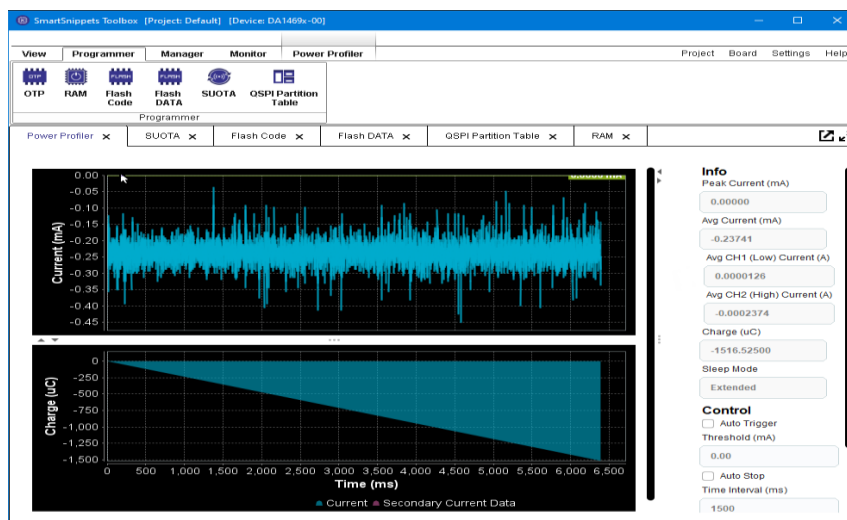 SmartSnippets Toolbox [Project: Default] [Device: DA1469x-00]
View Programmer Manager Monitor Power Profiler Project Board Settings Help
OTP RAM Flash Code Flash DATA SUOTA QSPI Partition Table
Programmer
Power Profiler SUOTA Flash Code Flash DATA QSPI Partition Table RAM
Info
Peak Current (mA)
0.00000
Avg Current (mA)
-0.23741
Avg CH1 (Low) Current (A)
0.0000126
Avg CH2 (High) Current (A)
-0.0002374
Charge (uC)
-1516.52500
Sleep Mode
Extended
Control
Auto Trigger
Threshold (mA)
0.00
Auto Stop
Time Interval (ms)
1500
Current (mA)
0.00
-0.05
-0.10
-0.15
-0.20
-0.25
-0.30
-0.35
-0.40
-0.45
Charge (uC)
0
-250
-500
-750
-1,000
-1,250
-1,500
0 500 1,000 1,500 2,000 2,500 3,000 3,500 4,000 4,500 5,000 5,500 6,000 6,500
Time (ms)
Current Secondary Current Data